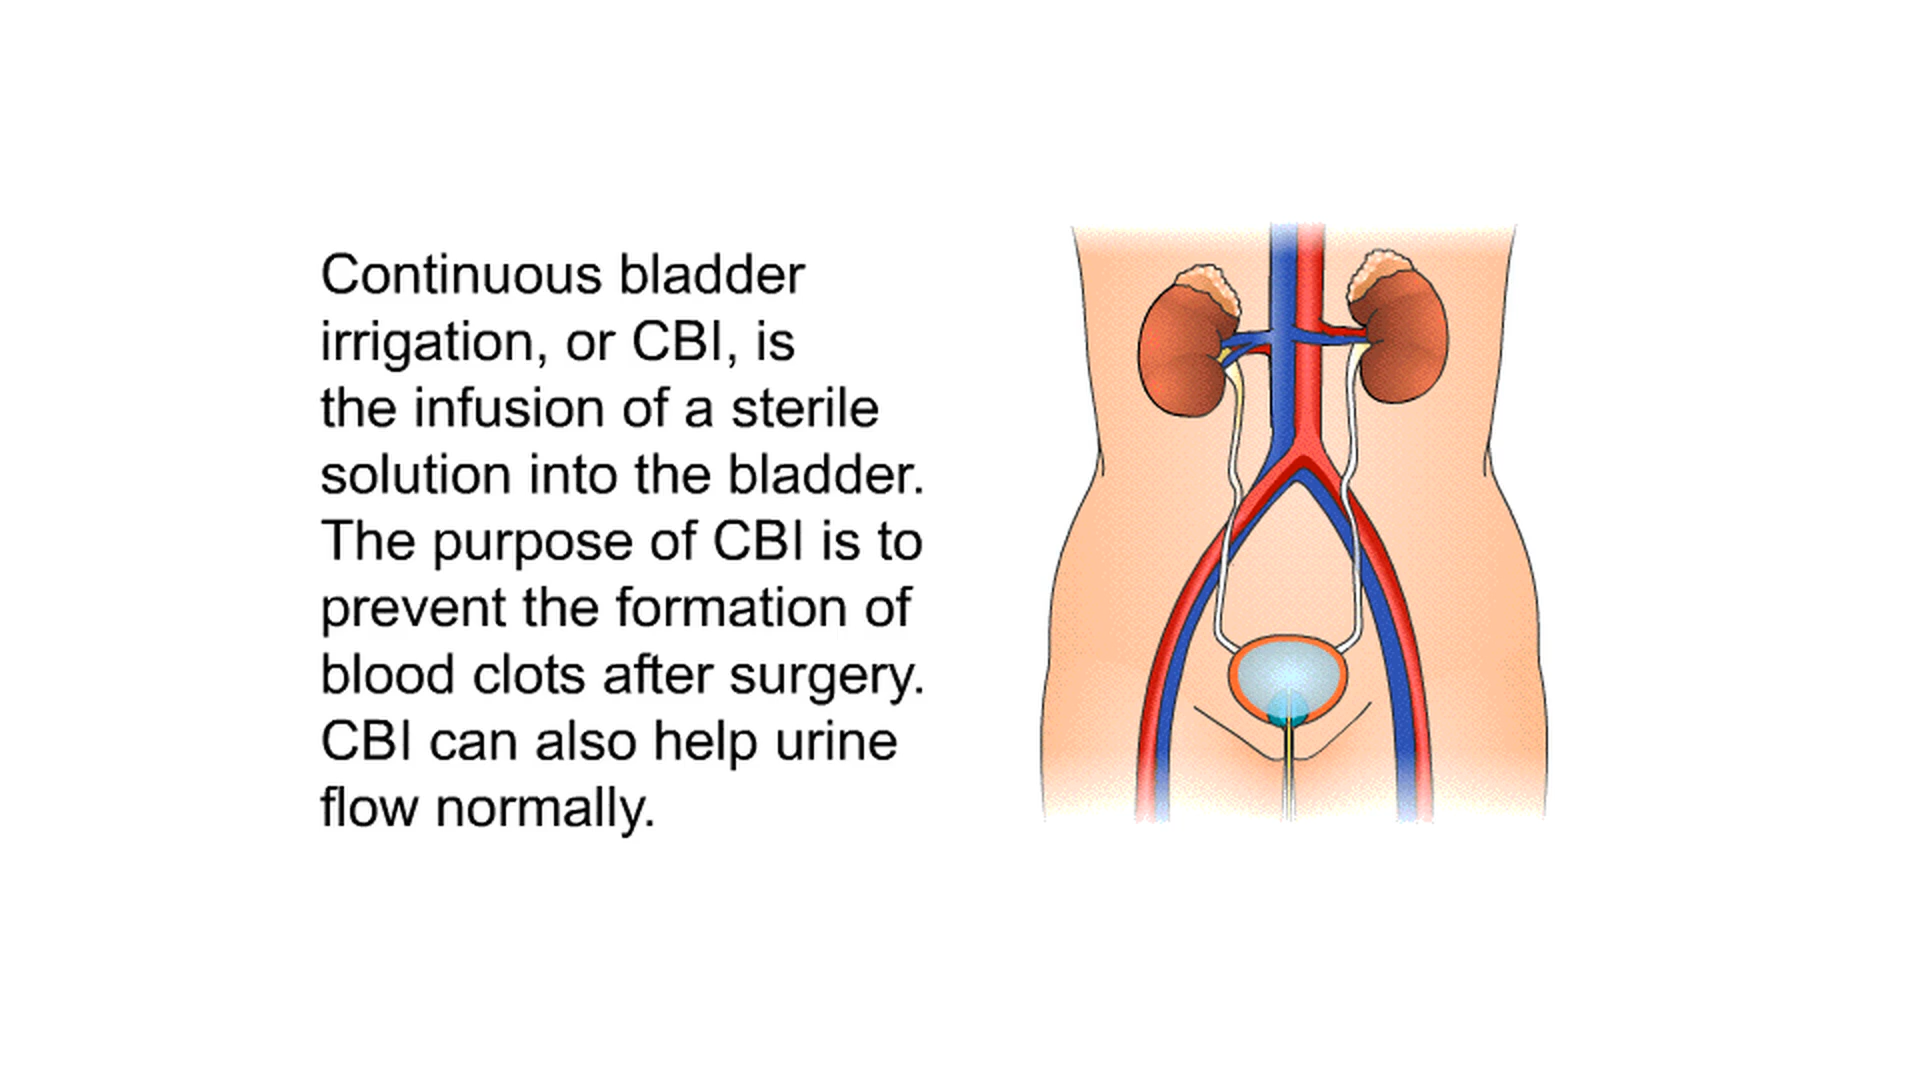 Continuous bladder
irrigation, or CBI, is
the infusion of a sterile
solution into the bladder.
The purpose of CBI is to
prevent the formation of
blood clots after surgery.
CBI can also help urine
flow normally.